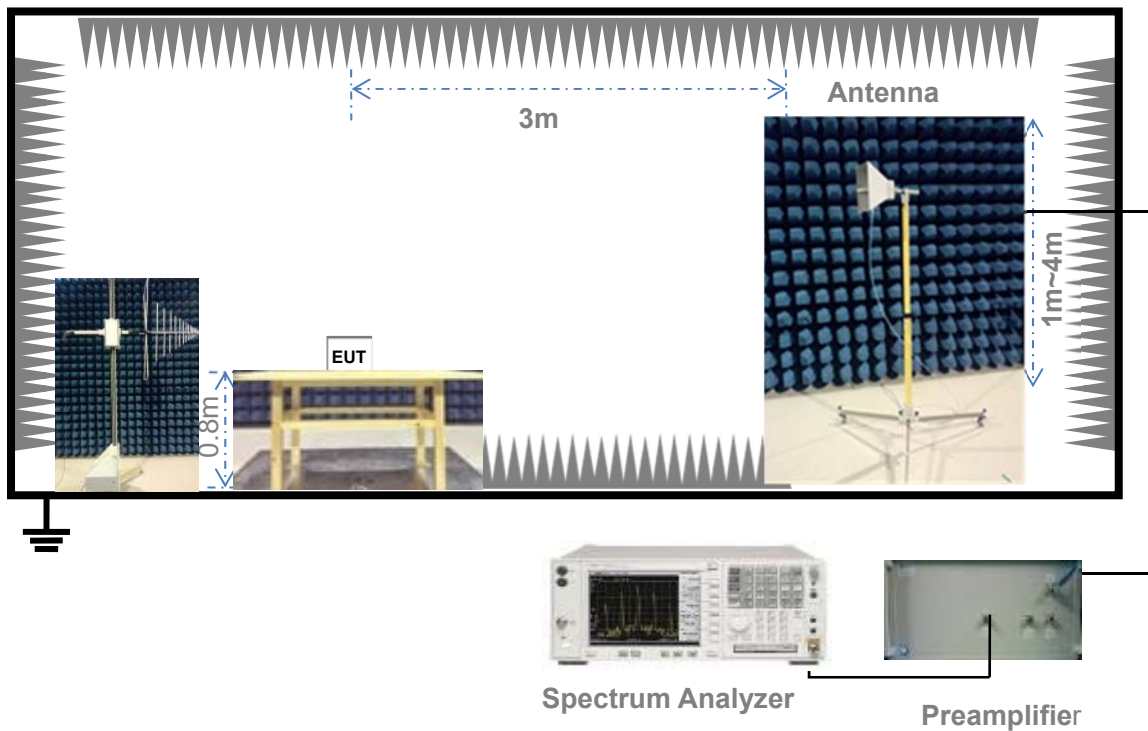 Antenna
3m
1m~4m
EUT
0.8m
Spectrum Analyzer
Preamplifier